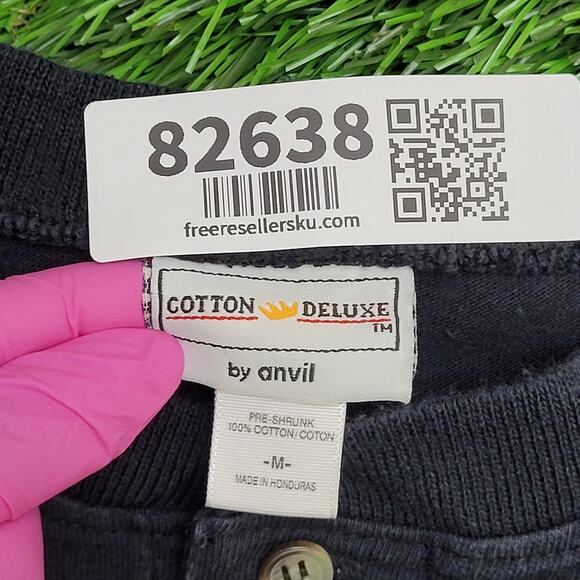 82638
freeresellersku.com
COTTON DELUXE
TM
by anvil
PRE-SHRUNK
100% COTTON/COTON
-M-
MADE IN HONDURAS